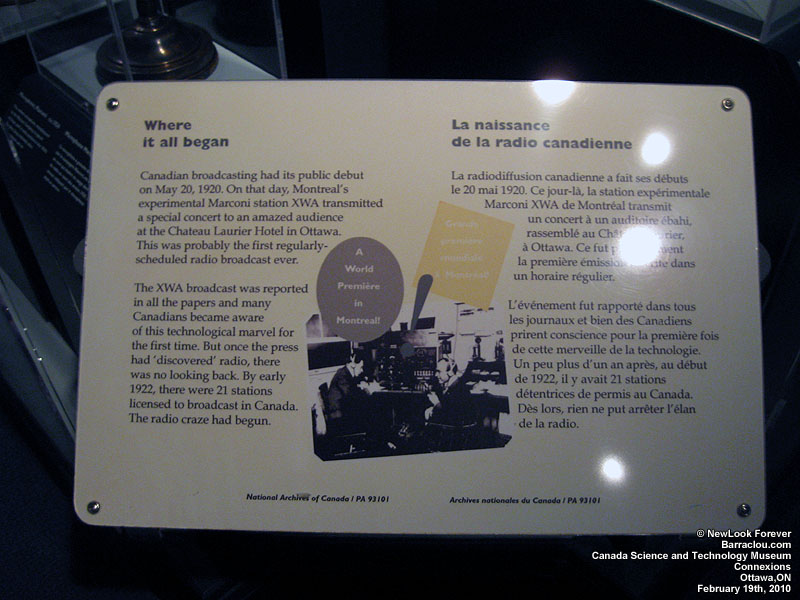 Where
it all began
Canadian broadcasting had its public debut
on May 20, 1920. On that day, Montreal's
experimental Marconi station XWA transmitted
a special concert to an amazed audience
at the Chateau Laurier Hotel in Ottawa.
This was probably the first regularly-
scheduled radio broadcast ever.
The XWA broadcast was reported
in all the papers and many
Canadians became aware
of this technological marvel for
the first time. But once the press
had 'discovered' radio, there
was no looking back. By early
1922, there were 21 stations
licensed to broadcast in Canada.
The radio craze had begun.
A
World
Première
in
Montreal!
La naissance
de la radio canadienne
La radiodiffusion canadienne a fait ses débuts
le 20 mai 1920. Ce jour-là, la station expérimentale
Marconi XWA de Montréal transmit
un concert à un auditoire ébahi,
rassemblé au
à Ottawa. Ce fut
la première dans
un horaire régulier.
L'événement fut rapporté dans tous
les journaux et bien des Canadiens
prirent conscience pour la première fois
de cette merveille de la technologie.
Un peu plus d'un an après, au début
de 1922, il y avait 21 stations
détentrices de permis au Canada.
Dès lors, rien ne put arrêter l'élan
de la radio.
Grande
première
mondiale
à Montréal!
National Archives of Canada / PA 93101
Archives nationales du Canada / PA 93101
© NewLook Forever
Barraclou.com
Canada Science and Technology Museum
Connexions
Ottawa,ON
February 19th, 2010